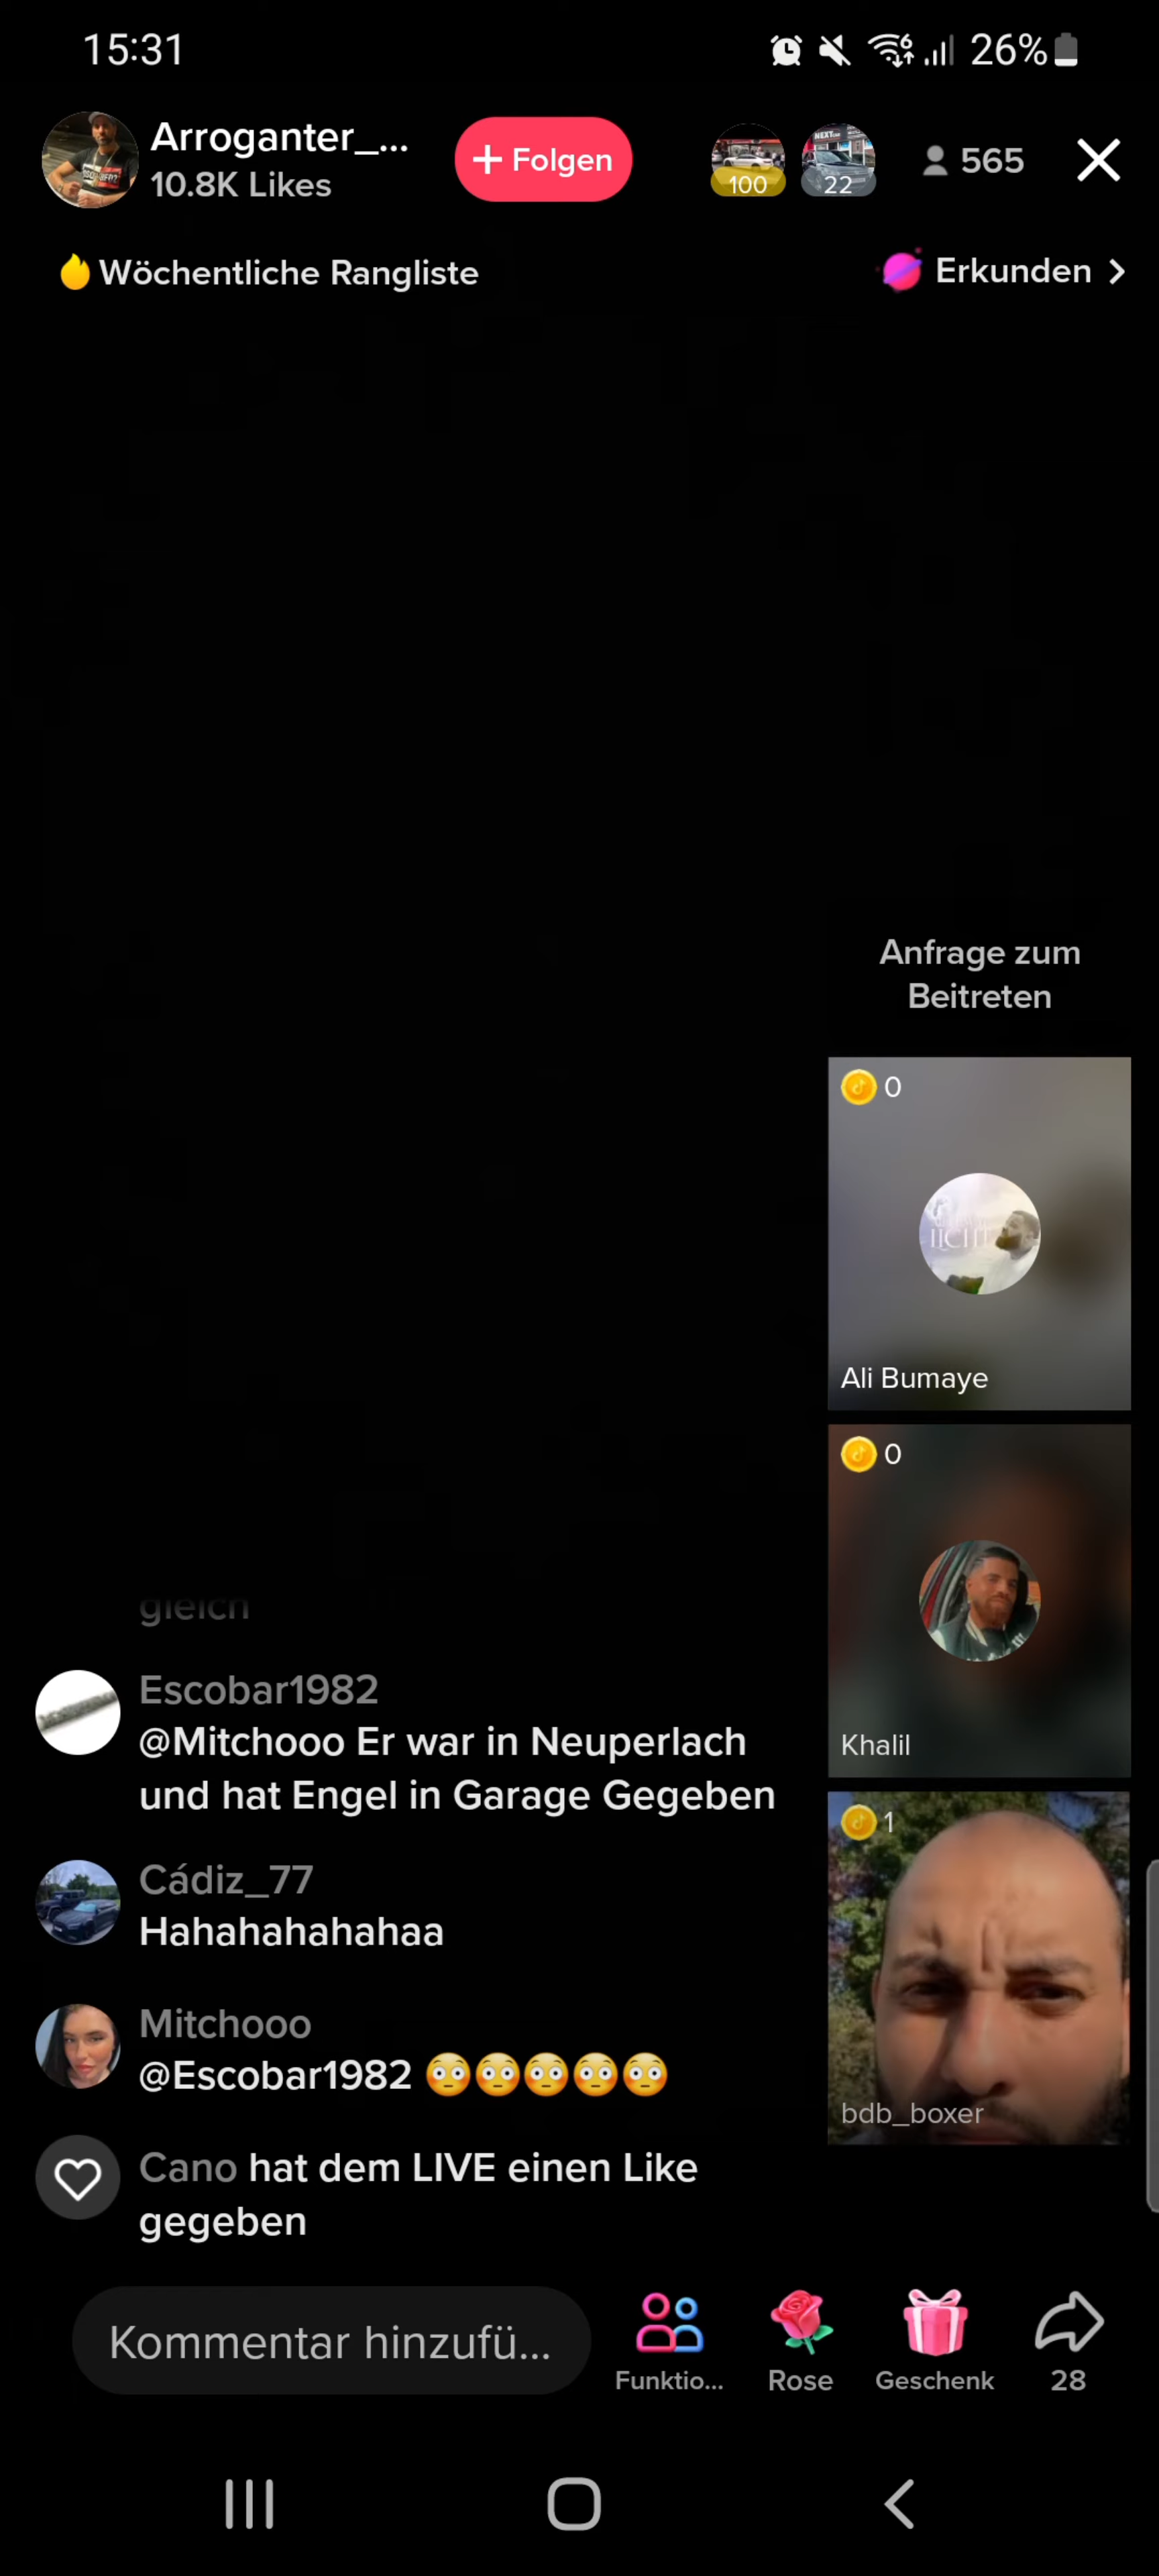 15:31
26%
Arroganter_...
10.8K Likes
+ Folgen
100
22
565
Wöchentliche Rangliste
Erkunden >
Anfrage zum
Beitreten
0
LICHT
Ali Bumaye
0
Khalil
1
bdb_boxer
gleich
Escobar1982
@Mitchooo Er war in Neuperlach
und hat Engel in Garage Gegeben
Cádiz_77
Hahahahahahaa
Mitchooo
@Escobar1982 😳😳😳😳😳
Cano hat dem LIVE einen Like
gegeben
Kommentar hinzufü...
Funktio...
Rose
Geschenk
28